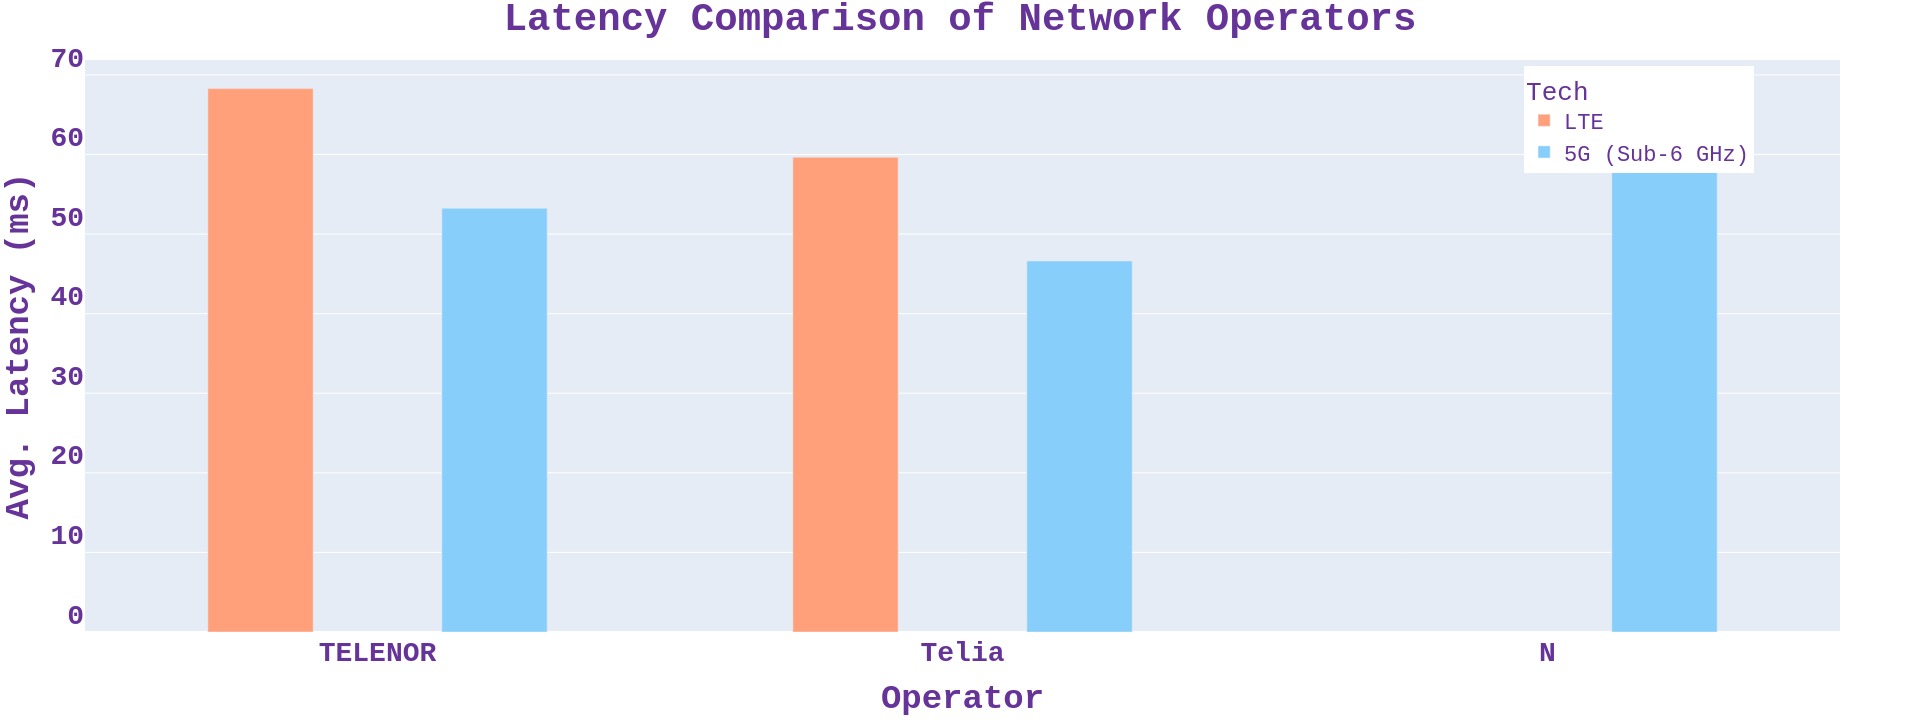 Latency Comparison of Network Operators
Avg. Latency (ms)
70
60
50
40
30
20
10
0
Tech
LTE
5G (Sub-6 GHz)
TELENOR
Telia
N
Operator